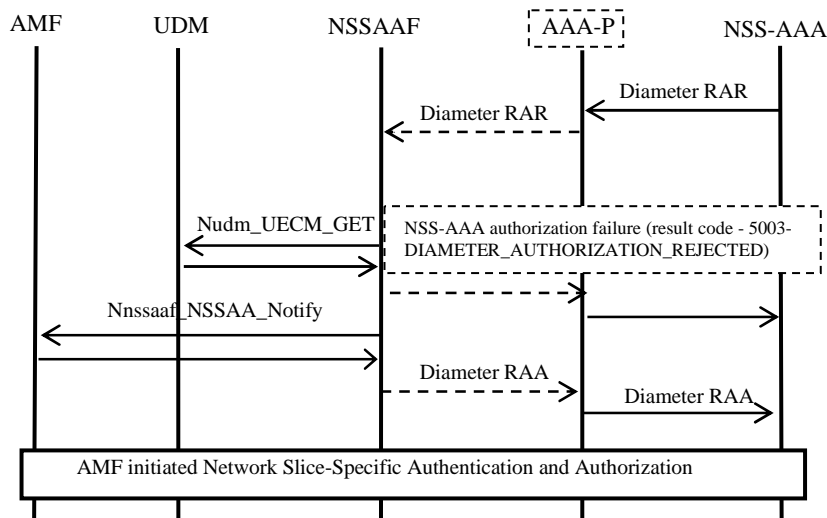 AMF
UDM
NSSAAF
AAA-P
NSS-AAA
Diameter RAR
Diameter RAR
Nudm_UECM_GET
NSS-AAA authorization failure (result code - 5003-
DIAMETER_AUTHORIZATION_REJECTED)
Nnssaaf_NSSAA_Notify
Diameter RAA
Diameter RAA
AMF initiated Network Slice-Specific Authentication and Authorization